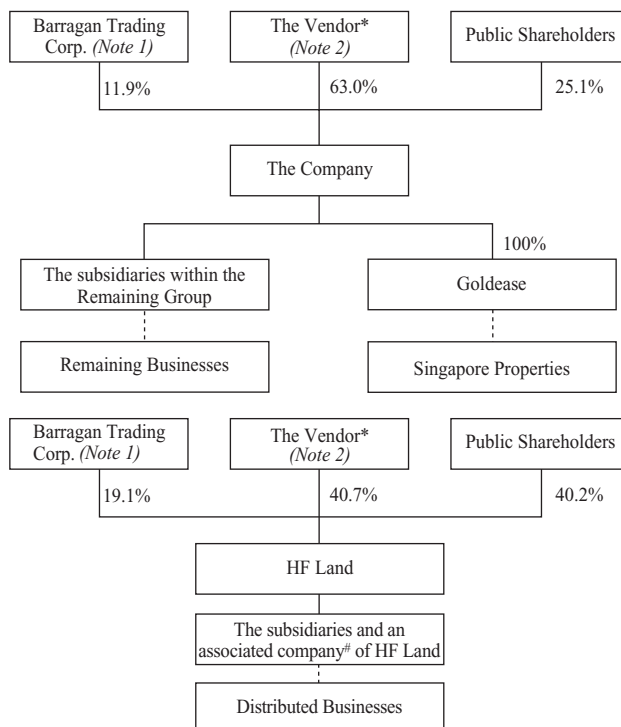 Barragan Trading
Corp. (Note 1)
The Vendor*
(Note 2)
Public Shareholders
11.9%
63.0%
25.1%
The Company
100%
The subsidiaries within the
Remaining Group
Goldease
Remaining Businesses
Singapore Properties
Barragan Trading
Corp. (Note 1)
The Vendor*
(Note 2)
Public Shareholders
19.1%
40.7%
40.2%
HF Land
The subsidiaries and an
associated company# of HF Land
Distributed Businesses